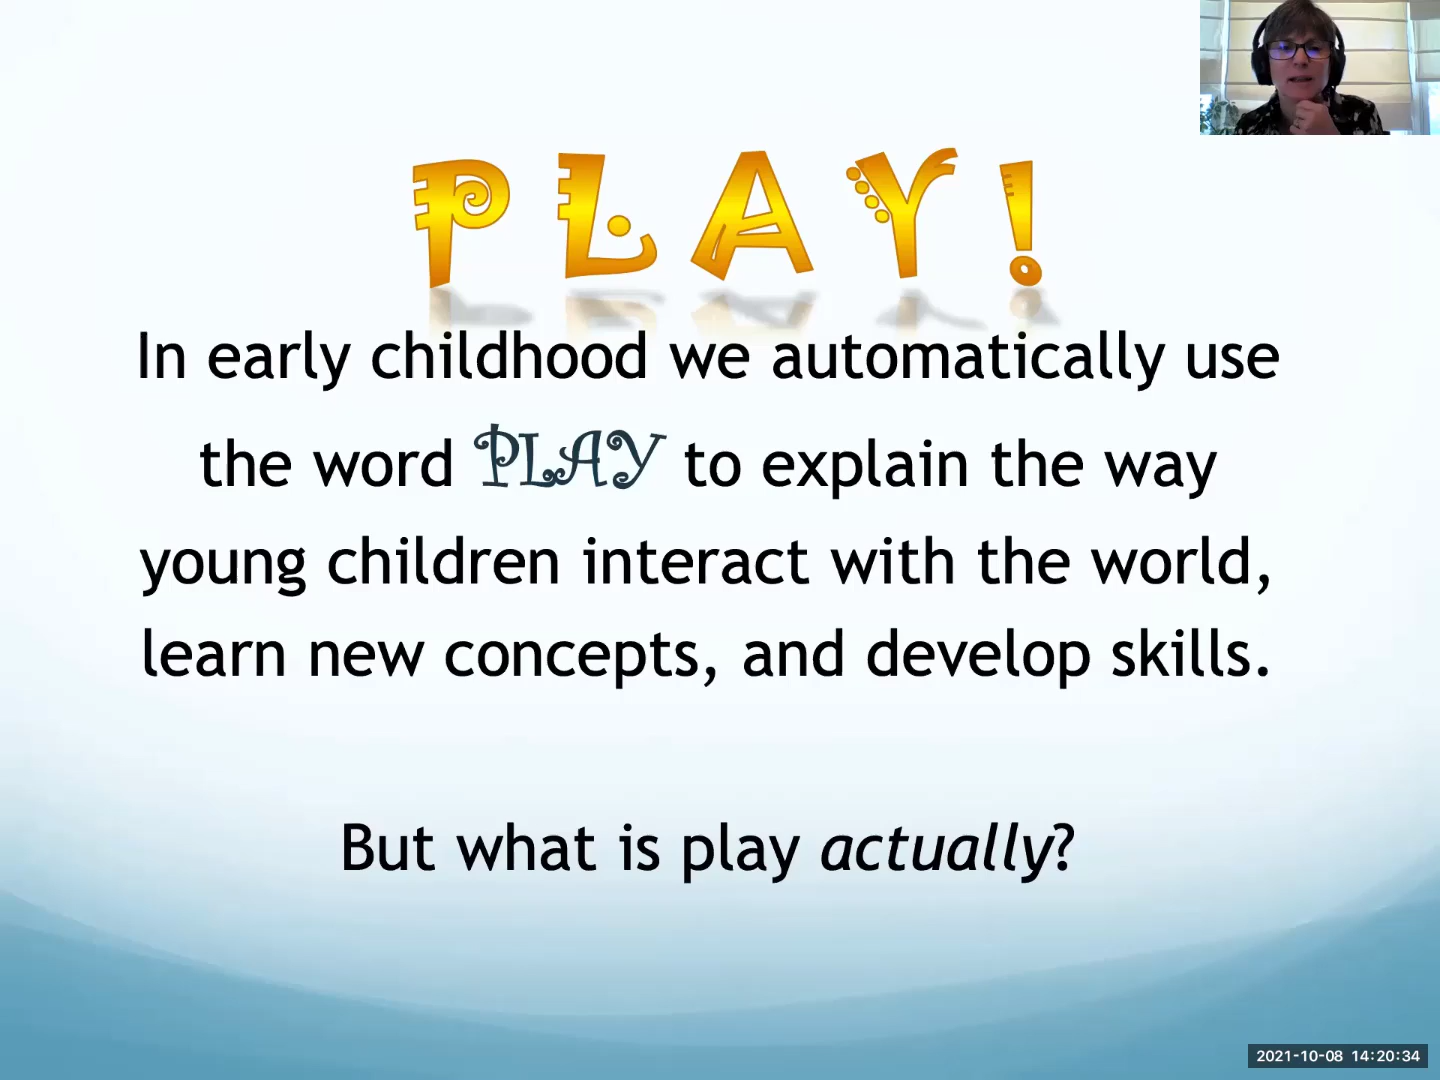 PLAY!
In early childhood we automatically use
the word PLAY to explain the way
young children interact with the world,
learn new concepts, and develop skills.
But what is play actually?
2021-10-08 14:20:34